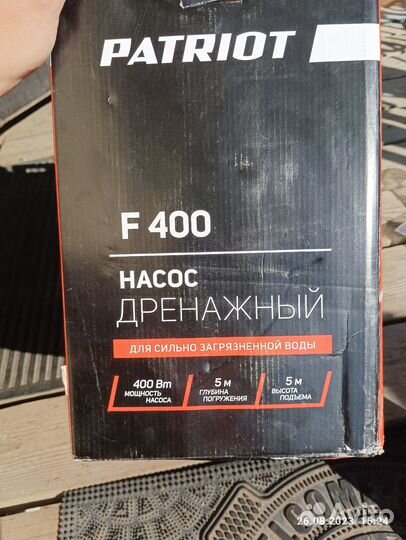 PATRIOT
F 400
НАСОС
ДРЕНАЖНЫЙ
ДЛЯ СИЛЬНО ЗАГРЯЗНЕННОЙ ВОДЫ
400 Вт
МОЩНОСТЬ
НАСОСА
5 м
ГЛУБИНА
ПОГРУЖЕНИЯ
5 м
ВЫСОТА
ПОДЪЕМА
26.08.2023 15:24
Avito